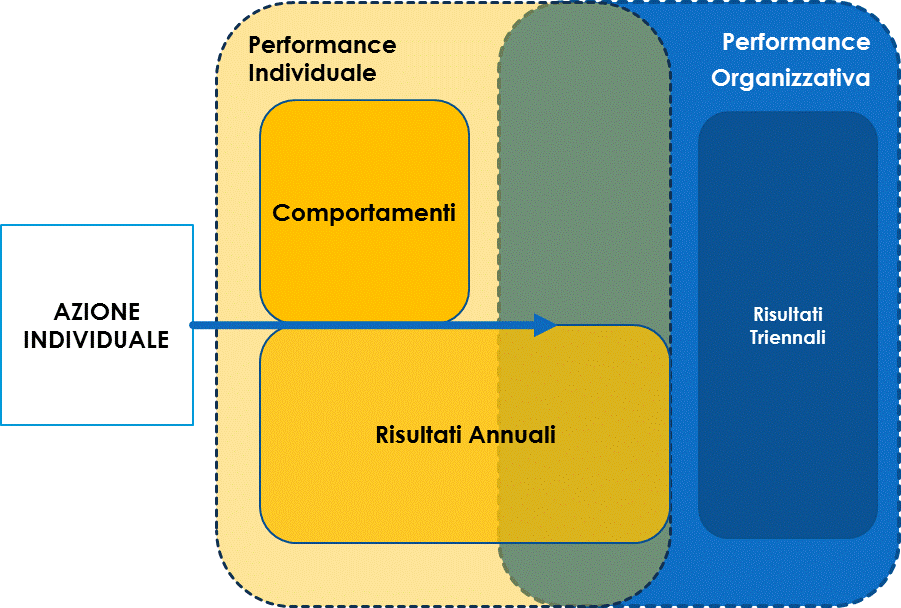 Performance
Individuale
Performance
Organizzativa
Comportamenti
AZIONE
INDIVIDUALE
Risultati
Triennali
Risultati Annuali